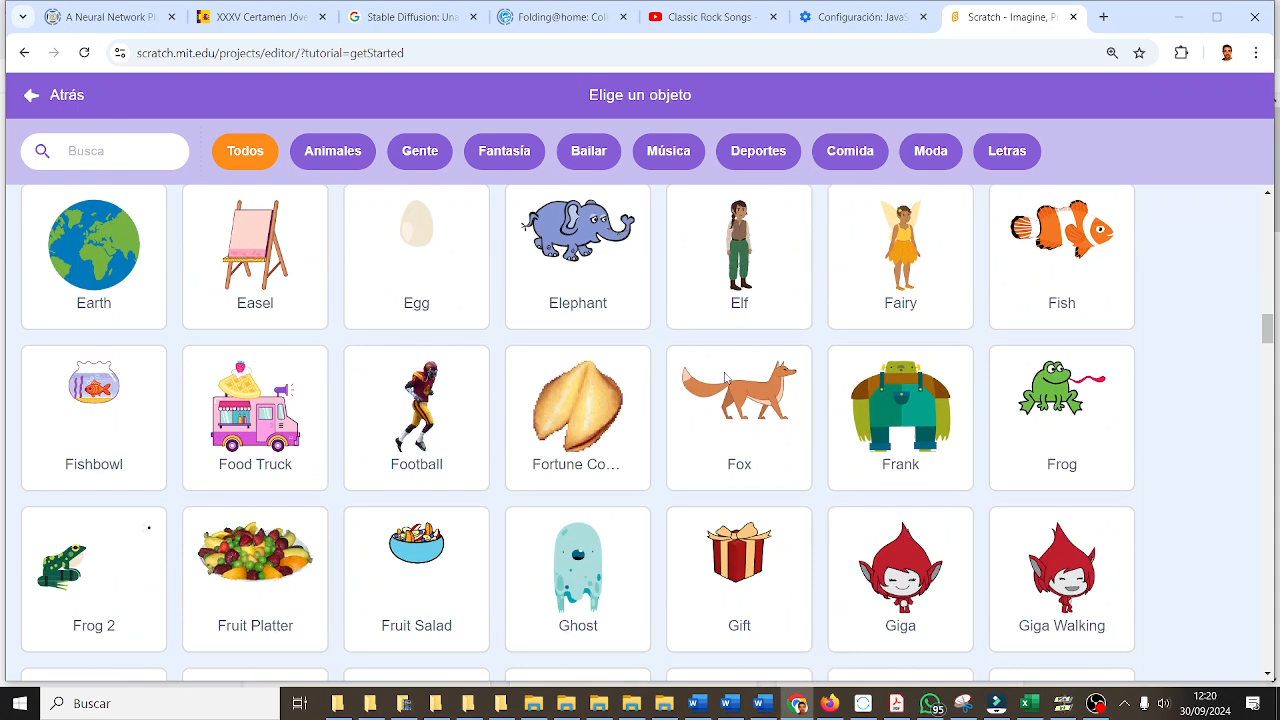 A Neural Network Pl
XXXV Certamen Jóve
Stable Diffusion: Una
Folding@home: Col
Classic Rock Songs -
Configuración: JavaS
Scratch - Imagine, P
scratch.mit.edu/projects/editor/?tutorial=getStarted
Atrás
Elige un objeto
Busca
Todos
Animales
Gente
Fantasía
Bailar
Música
Deportes
Comida
Moda
Letras
Earth
Easel
Egg
Elephant
Elf
Fairy
Fish
Fishbowl
Food Truck
Football
Fortune Co…
Fox
Frank
Frog
Frog 2
Fruit Platter
Fruit Salad
Ghost
Gift
Giga
Giga Walking
Buscar
95
12:20
30/09/2024